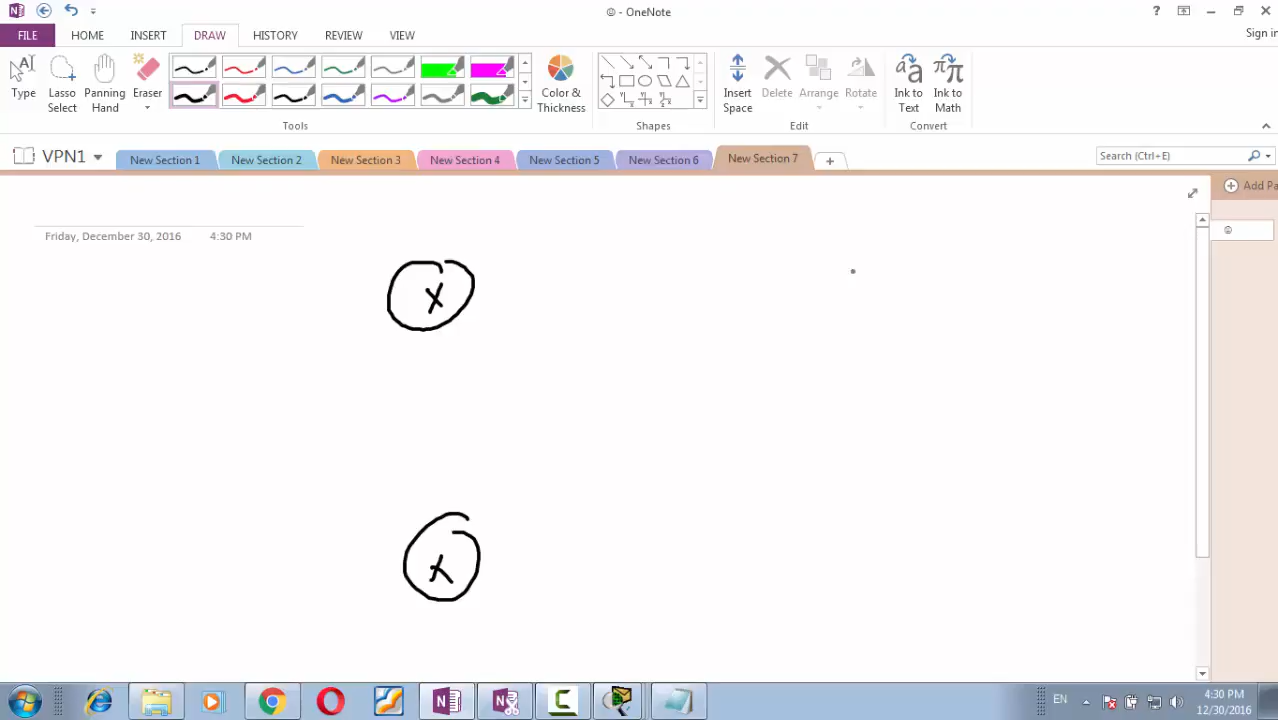 ☺ - OneNote
?
Sign in
FILE HOME INSERT DRAW HISTORY REVIEW VIEW
Type
Lasso Select
Panning Hand
Eraser
Color & Thickness
Insert Space
Delete
Arrange
Rotate
Ink to Text
Ink to Math
Tools
Shapes
Edit
Convert
VPN1
New Section 1
New Section 2
New Section 3
New Section 4
New Section 5
New Section 6
New Section 7
Search (Ctrl+E)
Add Pa
Friday, December 30, 2016 4:30 PM
X
X
EN
4:30 PM
12/30/2016